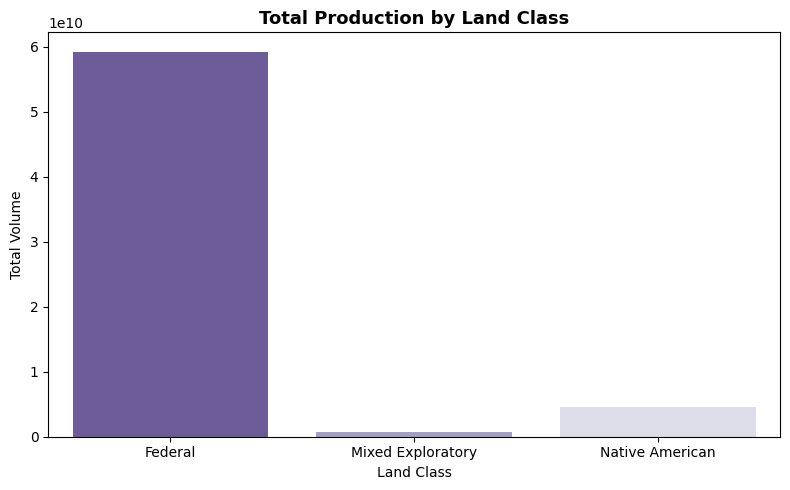 Total Production by Land Class
1e10
6
5
4
3
2
1
0
Total Volume
Federal
Mixed Exploratory
Native American
Land Class